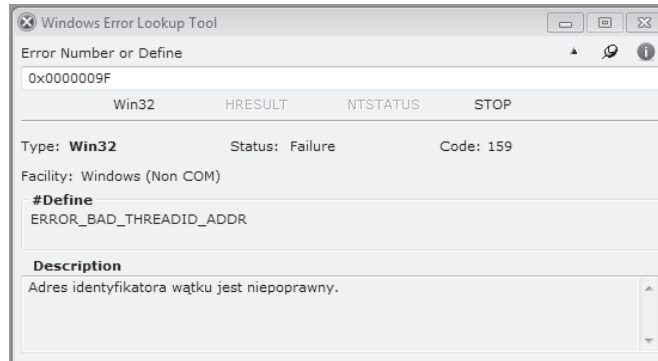 Windows Error Lookup Tool
Error Number or Define
0x0000009F
Win32 HRESULT NTSTATUS STOP
Type: Win32 Status: Failure Code: 159
Facility: Windows (Non COM)
#Define
ERROR_BAD_THREADID_ADDR
Description
Adres identyfikatora wątku jest niepoprawny.